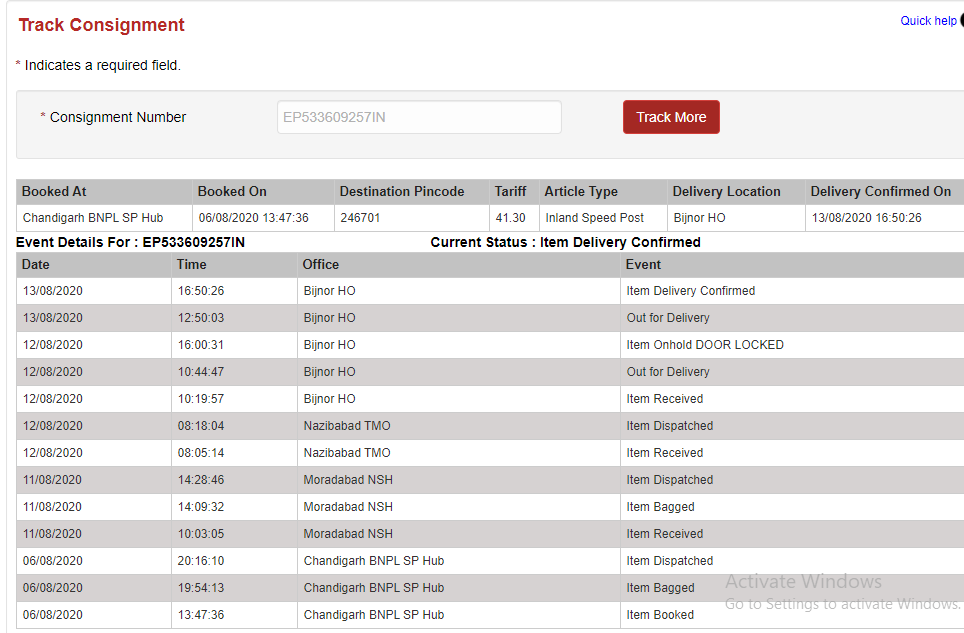 Track Consignment
Quick help
* Indicates a required field.
* Consignment Number EP533609257IN Track More
Booked At Booked On Destination Pincode Tariff Article Type Delivery Location Delivery Confirmed On
Chandigarh BNPL SP Hub 06/08/2020 13:47:36 246701 41.30 Inland Speed Post Bijnor HO 13/08/2020 16:50:26
Event Details For : EP533609257IN Current Status : Item Delivery Confirmed
Date Time Office Event
13/08/2020 16:50:26 Bijnor HO Item Delivery Confirmed
13/08/2020 12:50:03 Bijnor HO Out for Delivery
12/08/2020 16:00:31 Bijnor HO Item Onhold DOOR LOCKED
12/08/2020 10:44:47 Bijnor HO Out for Delivery
12/08/2020 10:19:57 Bijnor HO Item Received
12/08/2020 08:18:04 Nazibabad TMO Item Dispatched
12/08/2020 08:05:14 Nazibabad TMO Item Received
11/08/2020 14:28:46 Moradabad NSH Item Dispatched
11/08/2020 14:09:32 Moradabad NSH Item Bagged
11/08/2020 10:03:05 Moradabad NSH Item Received
06/08/2020 20:16:10 Chandigarh BNPL SP Hub Item Dispatched
06/08/2020 19:54:13 Chandigarh BNPL SP Hub Item Bagged
06/08/2020 13:47:36 Chandigarh BNPL SP Hub Item Booked
Activate Windows
Go to Settings to activate Windows.